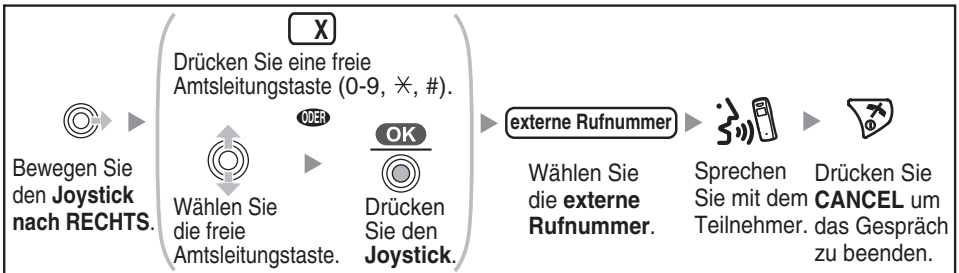 X
Drücken Sie eine freie
Amtsleitungstaste (0-9, ✳, #).
ODER
OK
Bewegen Sie
den Joystick
nach RECHTS.
Wählen Sie
die freie
Amtsleitungstaste.
Drücken
Sie den
Joystick.
externe Rufnummer
Wählen Sie
die externe
Rufnummer.
Sprechen
Sie mit dem
Teilnehmer.
Drücken Sie
CANCEL um
das Gespräch
zu beenden.